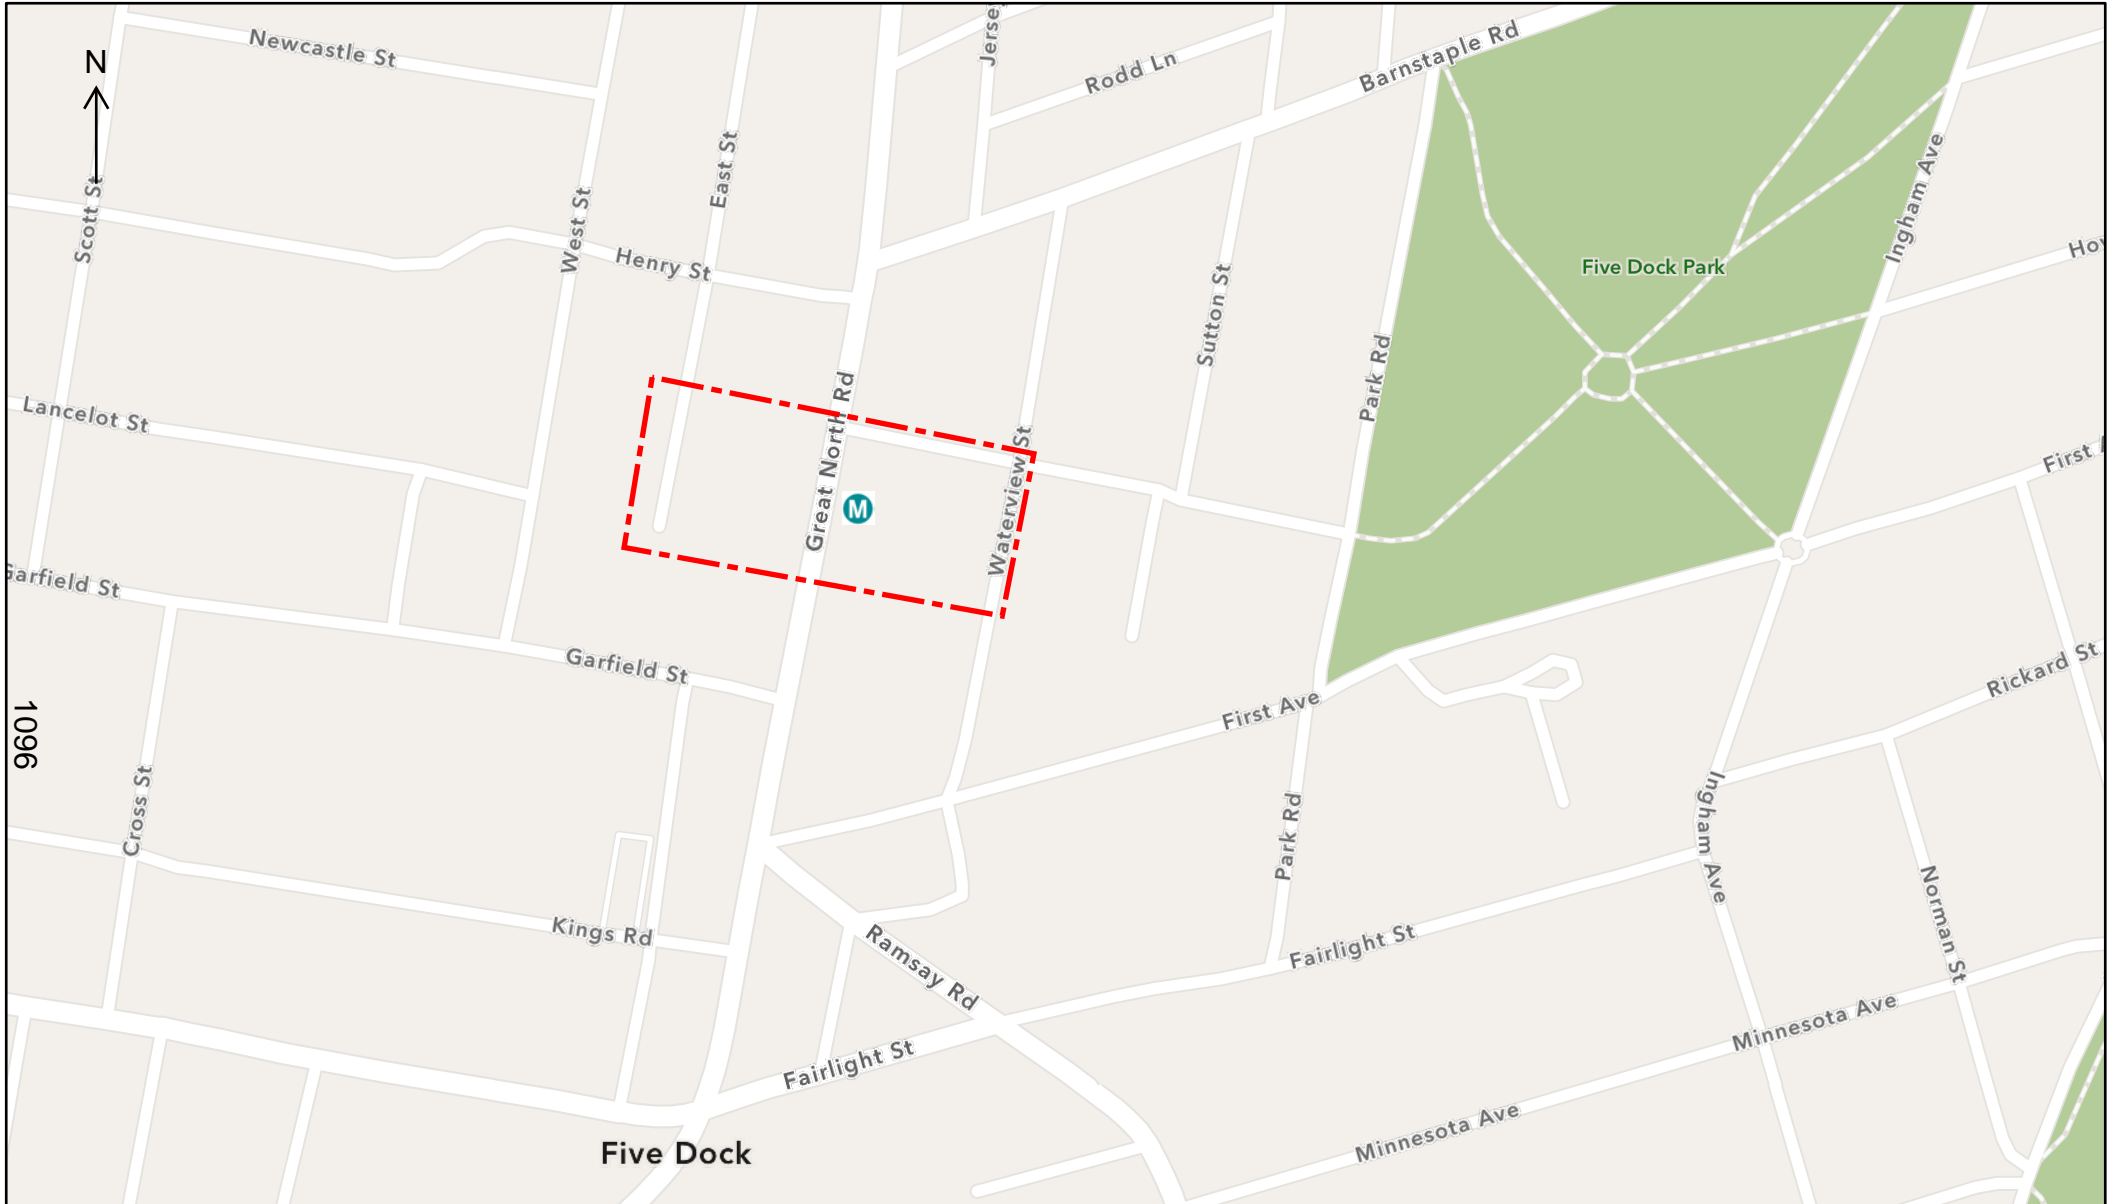 Newcastle St
N
Scott St
West St
East St
Henry St
Jersey
Rodd Ln
Barnstaple Rd
Five Dock Park
Ingham Ave
Sutton St
Park Rd
Great North Rd
M
Waterview St
Lancelot St
Garfield St
Garfield St
First Ave
First A
Rickard St
1096
Cross St
Kings Rd
Ramsay Rd
Park Rd
Fairlight St
Fairlight St
Ingham Ave
Norman St
Minnesota Ave
Minnesota Ave
Five Dock